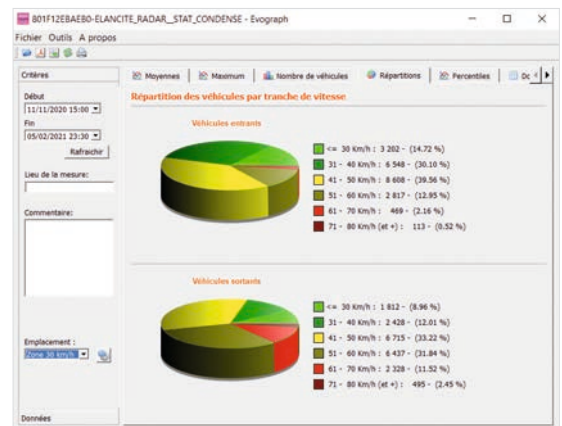 801F12EBAEB0-ELANCITE_RADAR__STAT_CONDENSE - Evograph
Fichier Outils A propos
Critères
Moyennes Maximum Nombre de véhicules Répartitions Percentiles Dc
Début
11/11/2020 15:00
Fin
05/02/2021 23:30
Rafraichir
Lieu de la mesure:
Commentaire:
Emplacement :
Zone 30 km/h
Données
Répartition des véhicules par tranche de vitesse
Véhicules entrants
<= 30 Km/h : 3 202 - (14.72 %)
31 - 40 Km/h : 6 548 - (30.10 %)
41 - 50 Km/h : 8 608 - (39.56 %)
51 - 60 Km/h : 2 817 - (12.95 %)
61 - 70 Km/h : 469 - (2.16 %)
71 - 80 Km/h (et +) : 113 - (0.52 %)
Véhicules sortants
<= 30 Km/h : 1 812 - (8.96 %)
31 - 40 Km/h : 2 428 - (12.01 %)
41 - 50 Km/h : 6 715 - (33.22 %)
51 - 60 Km/h : 6 437 - (31.84 %)
61 - 70 Km/h : 2 328 - (11.52 %)
71 - 80 Km/h (et +) : 495 - (2.45 %)